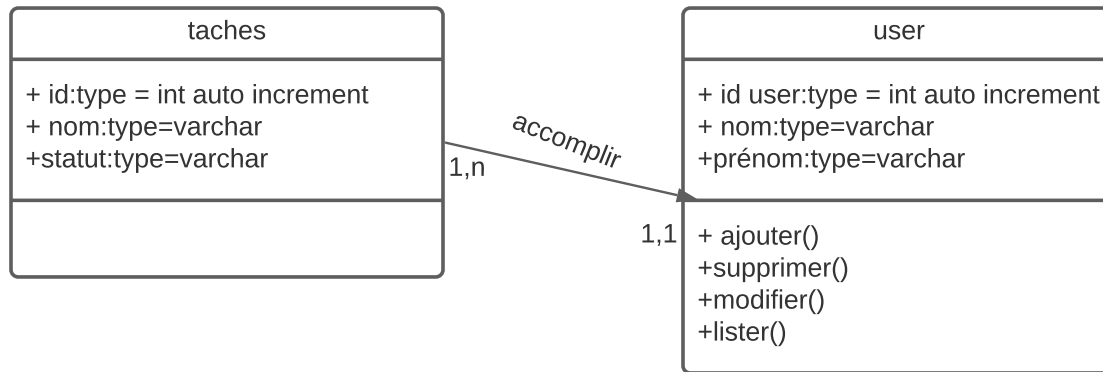 taches
+ id:type = int auto increment
+ nom:type=varchar
+statut:type=varchar
accomplir
1,n
1,1
user
+ id user:type = int auto increment
+ nom:type=varchar
+prénom:type=varchar
+ ajouter()
+supprimer()
+modifier()
+lister()